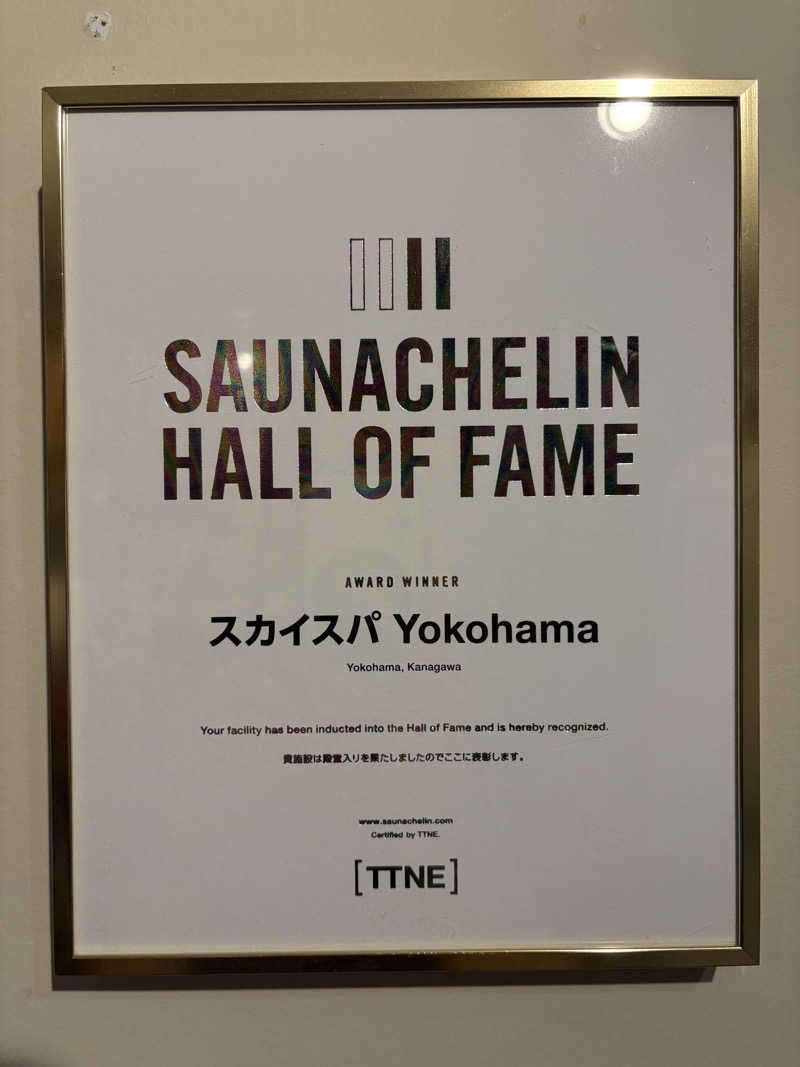 SAUNACHELIN
HALL OF FAME
AWARD WINNER
スカイスパ Yokohama
Yokohama, Kanagawa
Your facility has been inducted into the Hall of Fame and is hereby recognized.
貴施設は殿堂入りを果たしましたのでここに表彰します。
www.saunachelin.com
Certified by TTNE.
[TTNE]